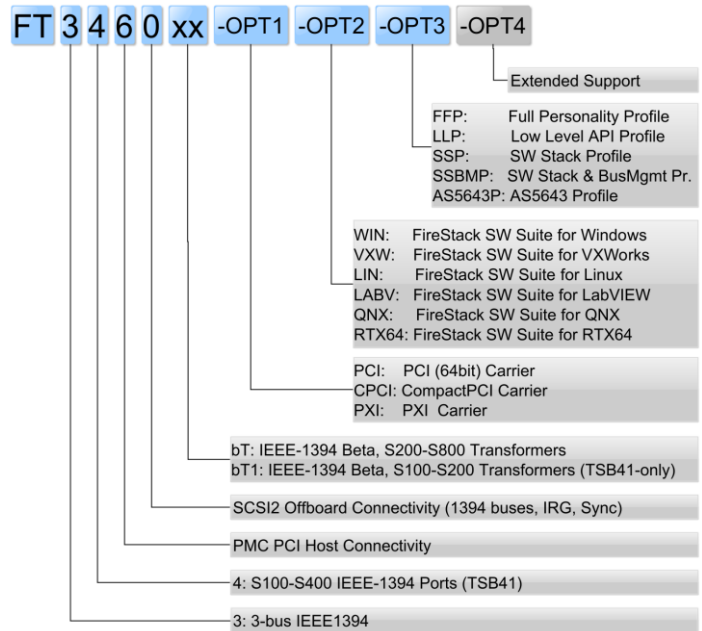 FT 3 4 6 0 xx -OPT1 -OPT2 -OPT3 -OPT4
Extended Support
FFP: Full Personality Profile
LLP: Low Level API Profile
SSP: SW Stack Profile
SSBMP: SW Stack & BusMgmt Pr.
AS5643P: AS5643 Profile
WIN: FireStack SW Suite for Windows
VXW: FireStack SW Suite for VXWorks
LIN: FireStack SW Suite for Linux
LABV: FireStack SW Suite for LabVIEW
QNX: FireStack SW Suite for QNX
RTX64: FireStack SW Suite for RTX64
PCI: PCI (64bit) Carrier
CPCI: CompactPCI Carrier
PXI: PXI Carrier
bT: IEEE-1394 Beta, S200-S800 Transformers
bT1: IEEE-1394 Beta, S100-S200 Transformers (TSB41-only)
SCSI2 Offboard Connectivity (1394 buses, IRG, Sync)
PMC PCI Host Connectivity
4: S100-S400 IEEE-1394 Ports (TSB41)
3: 3-bus IEEE1394